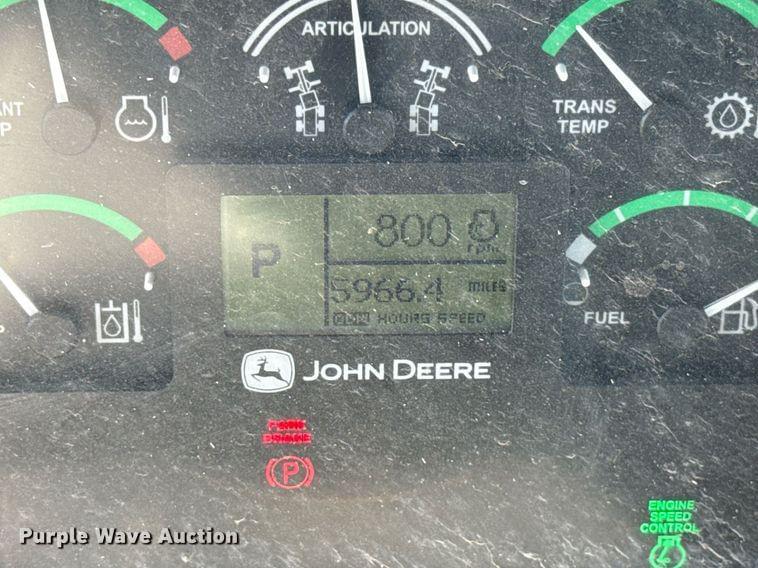 ARTICULATION
TRANS
TEMP
ANT
P
P
800
rpm
5966.4 MILES
HOURS SPEED
FUEL
JOHN DEERE
P
ENGINE
SPEED
CONTROL
Purple Wave Auction